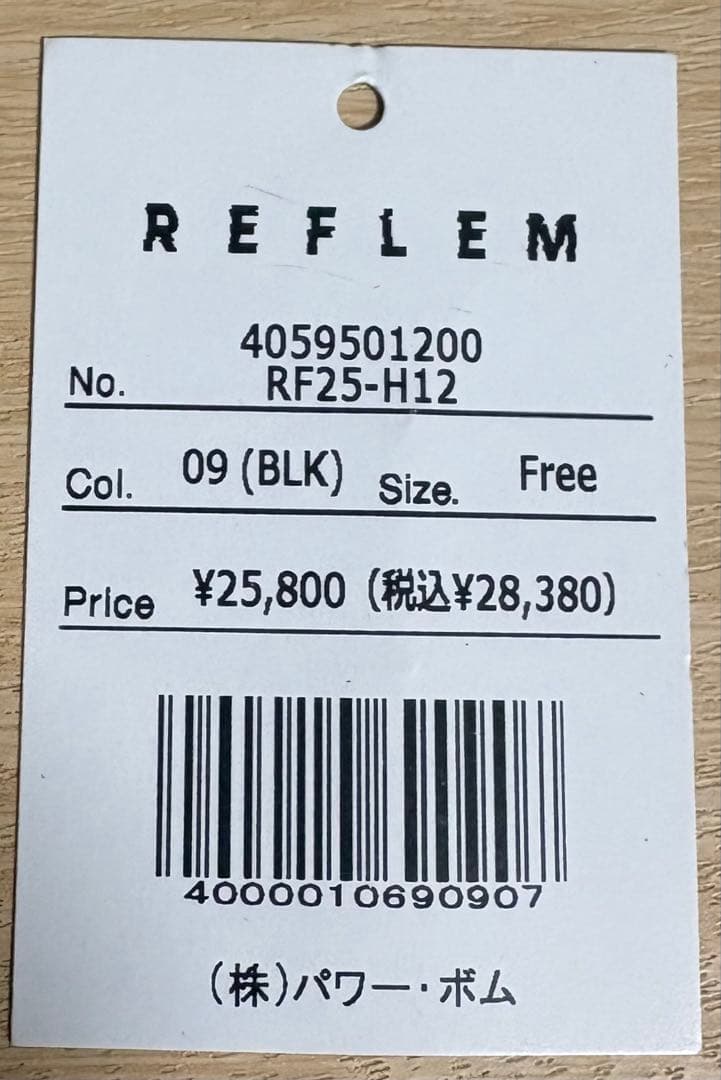 REFLEM
4059501200
No. RF25-H12
Col. 09 (BLK) Size. Free
Price ¥25,800 (税込¥28,380)
4000010690907
(株)パワー・ボム